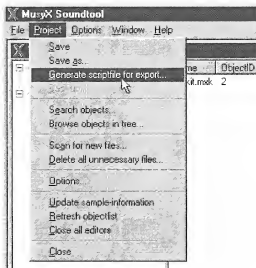 MusyX Soundtool
File Project Options Window Help
Save
Save as...
Generate scriptfile for export...
me ObjectID
kit.mxk 2
Search objects...
Browse objects in tree...
Scan for new files...
Delete all unnecessary files...
Options...
Update sample-information
Refresh objectlist
Close all editors
Close